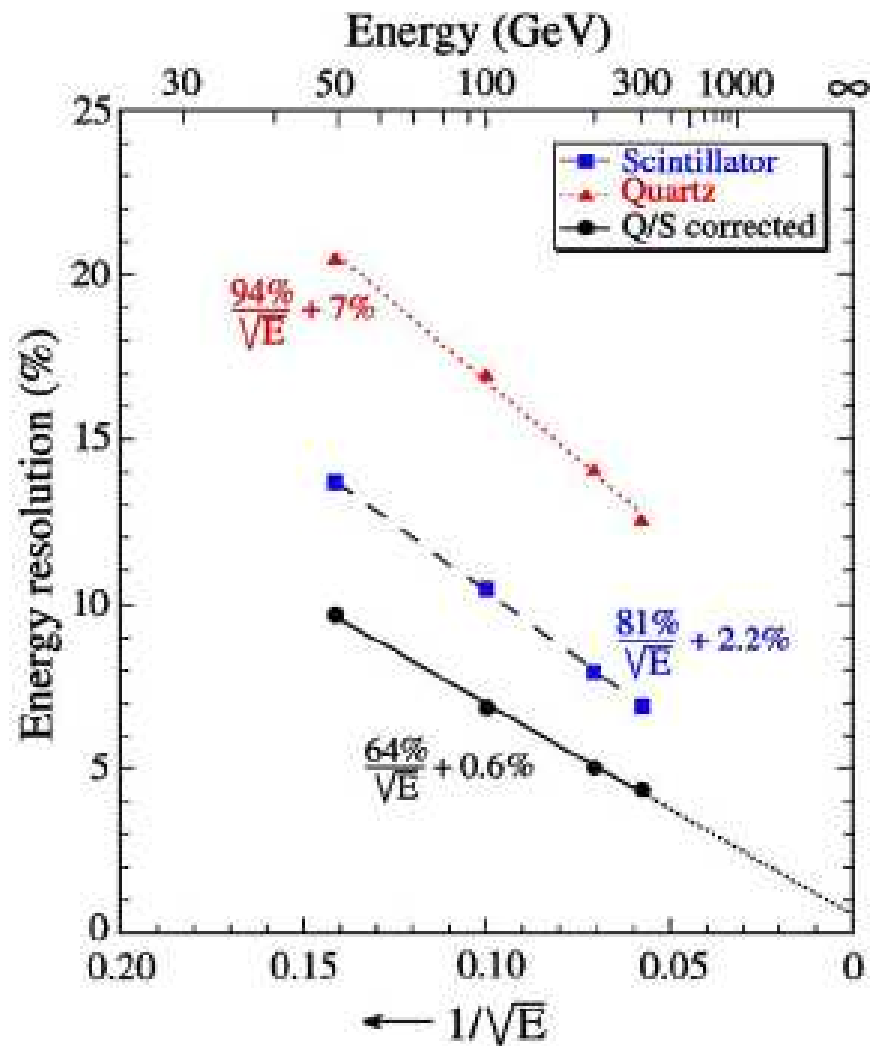 Energy (GeV)
30 50 100 300 1000 ∞
25
Scintillator
Quartz
Q/S corrected
20
94%/√E + 7%
15
Energy resolution (%)
10
81%/√E + 2.2%
64%/√E + 0.6%
5
0
0.20 0.15 0.10 0.05 0
← 1/√E